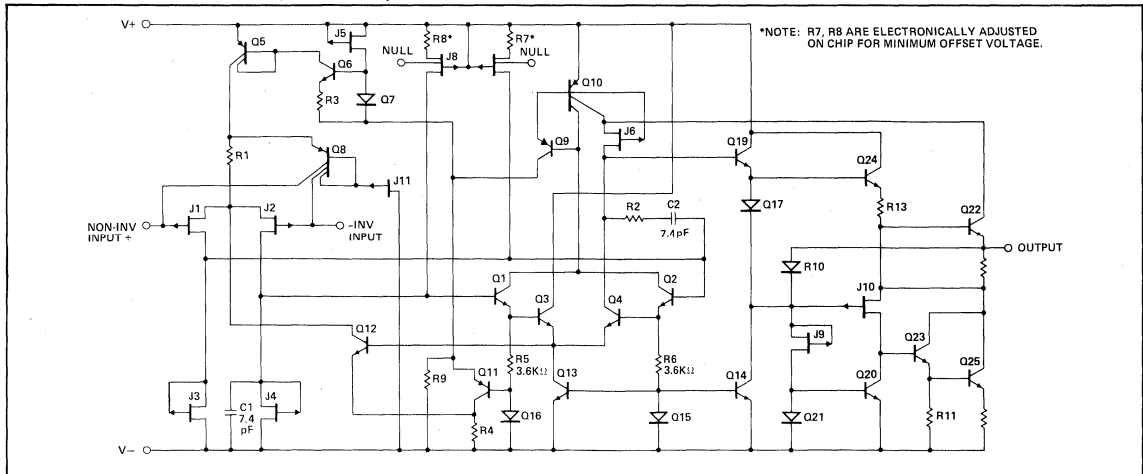 V+
Q5
J5
R8*
J8
R7*
*NOTE: R7, R8 ARE ELECTRONICALLY ADJUSTED
ON CHIP FOR MINIMUM OFFSET VOLTAGE.
NULL
NULL
Q6
R3
Q7
Q10
J6
Q9
Q19
Q24
R1
Q8
J11
Q17
R13
Q22
J1
J2
NON-INV
INPUT +
-INV
INPUT
R2
C2
7.4pF
OUTPUT
R10
Q1
Q2
J10
Q3
Q4
Q12
J9
Q23
R5
3.6KΩ
Q13
R6
3.6KΩ
Q14
Q20
Q25
R9
Q11
J3
C1
7.4
pF
J4
R4
Q16
Q15
Q21
R11
V-